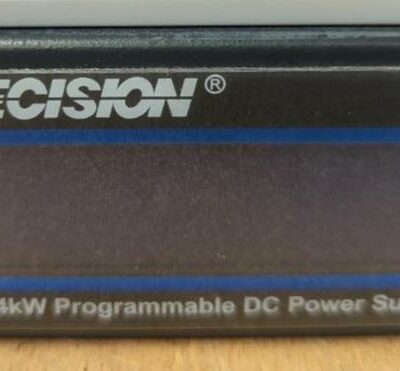 ECISION®
4kW Programmable DC Power Su